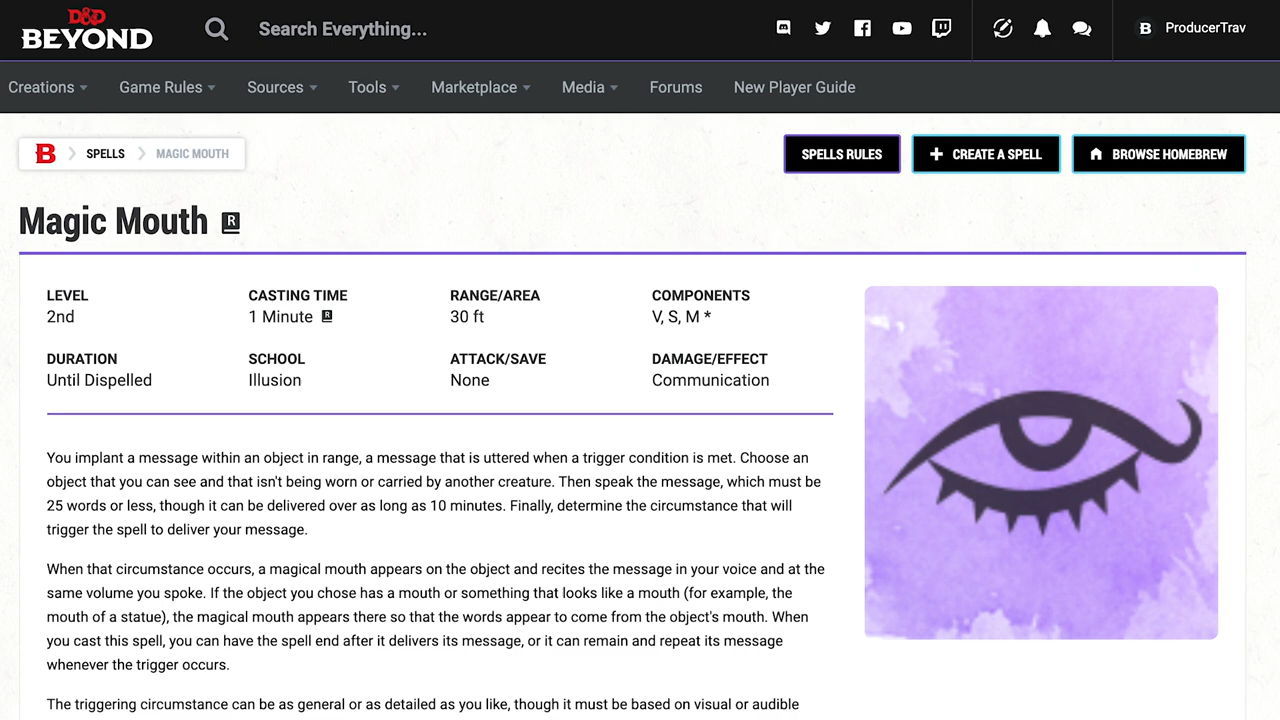 D&D
BEYOND
Search Everything...
B ProducerTrav
Creations Game Rules Sources Tools Marketplace Media Forums New Player Guide
B SPELLS MAGIC MOUTH
SPELLS RULES
+ CREATE A SPELL
BROWSE HOMEBREW
Magic Mouth R
LEVEL CASTING TIME RANGE/AREA COMPONENTS
2nd 1 Minute R 30 ft V, S, M *
DURATION SCHOOL ATTACK/SAVE DAMAGE/EFFECT
Until Dispelled Illusion None Communication
You implant a message within an object in range, a message that is uttered when a trigger condition is met. Choose an
object that you can see and that isn't being worn or carried by another creature. Then speak the message, which must be
25 words or less, though it can be delivered over as long as 10 minutes. Finally, determine the circumstance that will
trigger the spell to deliver your message.
When that circumstance occurs, a magical mouth appears on the object and recites the message in your voice and at the
same volume you spoke. If the object you chose has a mouth or something that looks like a mouth (for example, the
mouth of a statue), the magical mouth appears there so that the words appear to come from the object's mouth. When
you cast this spell, you can have the spell end after it delivers its message, or it can remain and repeat its message
whenever the trigger occurs.
The triggering circumstance can be as general or as detailed as you like, though it must be based on visual or audible